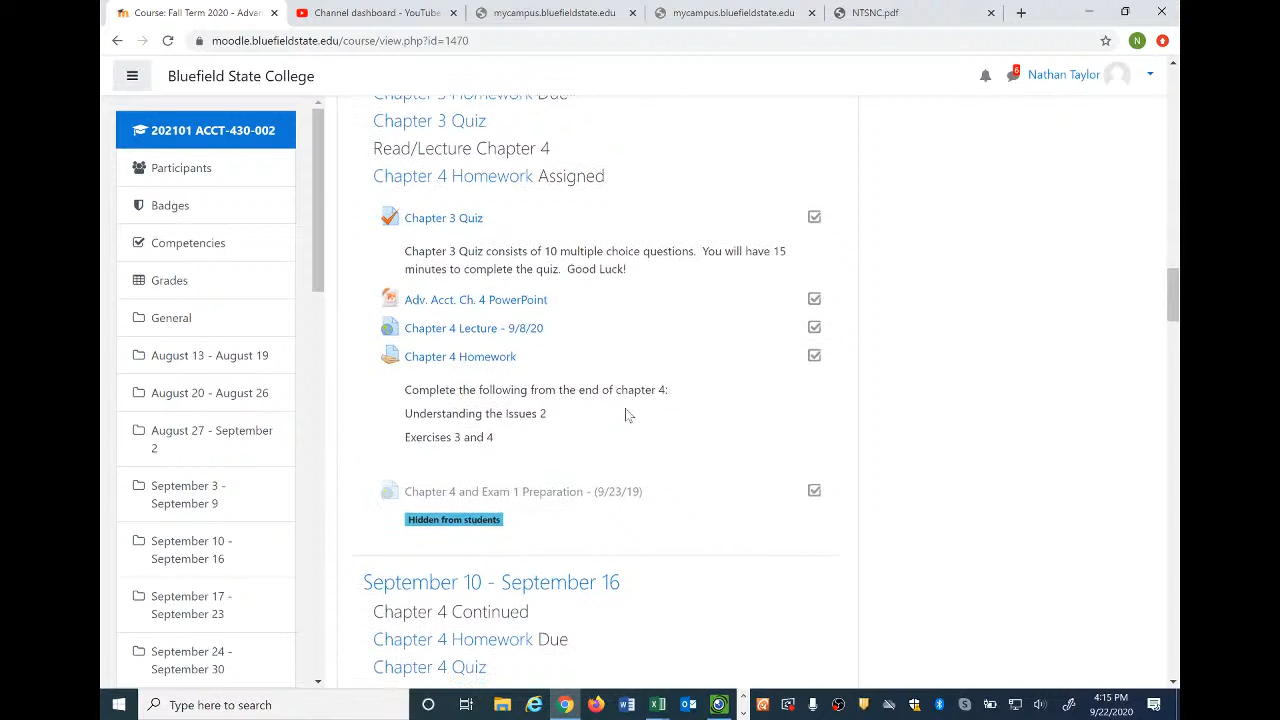 Course: Fall Term 2020 - Advan
Channel dashboard - YouTube
mycampus.bluefieldstate.edu/
mycampus.bluefieldstate.edu/
NTSNC.pdf
moodle.bluefieldstate.edu/course/view.php?id=1470
N
Bluefield State College
6
Nathan Taylor
202101 ACCT-430-002
Participants
Badges
Competencies
Grades
General
August 13 - August 19
August 20 - August 26
August 27 - September
2
September 3 -
September 9
September 10 -
September 16
September 17 -
September 23
September 24 -
September 30
Chapter 3 Homework Due*
Chapter 3 Quiz
Read/Lecture Chapter 4
Chapter 4 Homework Assigned
Chapter 3 Quiz
Chapter 3 Quiz consists of 10 multiple choice questions. You will have 15
minutes to complete the quiz. Good Luck!
Adv. Acct. Ch. 4 PowerPoint
Chapter 4 Lecture - 9/8/20
Chapter 4 Homework
Complete the following from the end of chapter 4:
Understanding the Issues 2
Exercises 3 and 4
Chapter 4 and Exam 1 Preparation - (9/23/19)
Hidden from students
September 10 - September 16
Chapter 4 Continued
Chapter 4 Homework Due
Chapter 4 Quiz
Type here to search
4:15 PM
9/22/2020